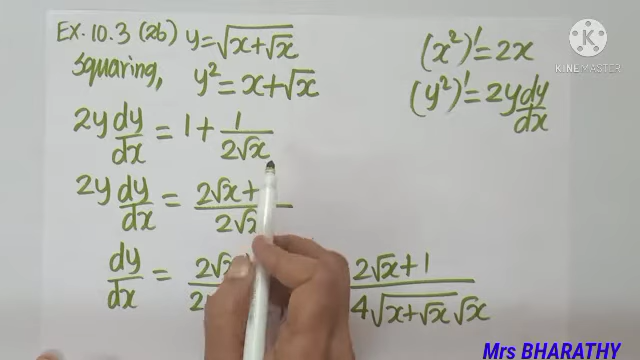 Ex. 10.3 (26) y = √(x+√x)
Squaring, y² = x+√x
2y dy/dx = 1 + 1/(2√x)
2y dy/dx = (2√x +
dy/dx = 2√x
2√x + 1
4√(x+√x) √x
(x²)' = 2x
(y²)' = 2y dy/dx
K
KINEMASTER
Mrs BHARATHY